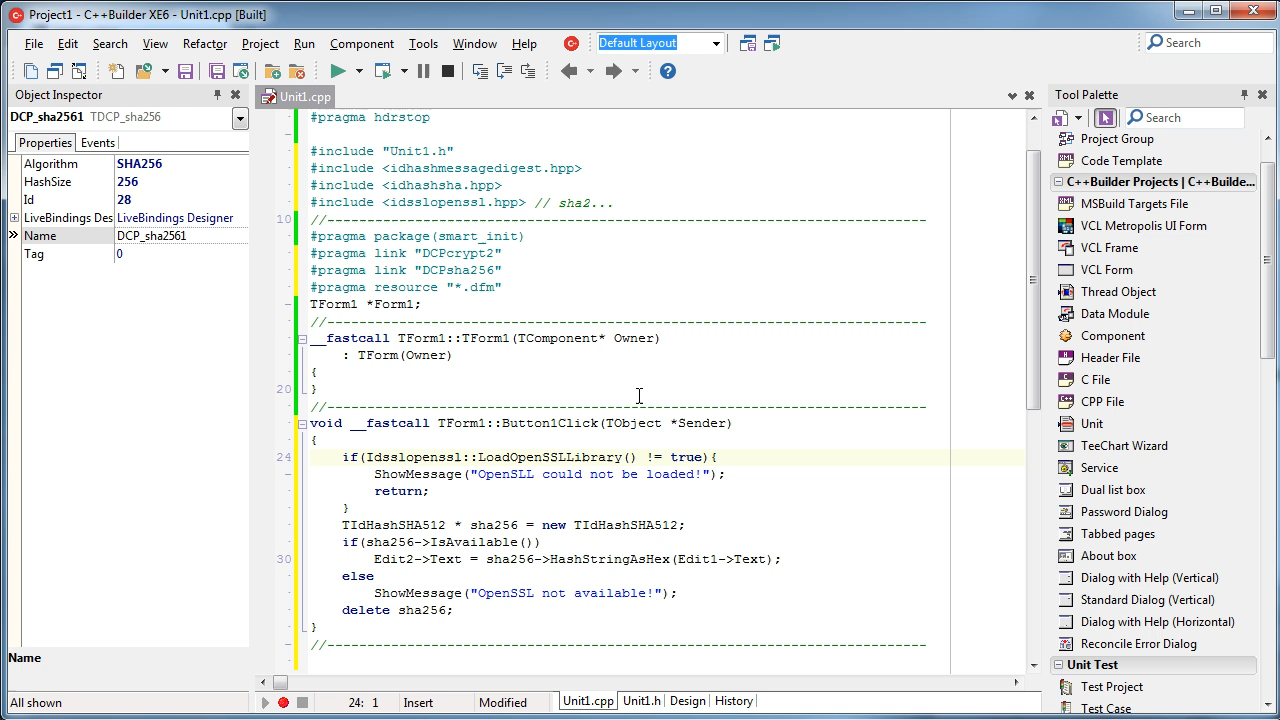 Project1 - C++Builder XE6 - Unit1.cpp [Built]
File Edit Search View Refactor Project Run Component Tools Window Help Default Layout Search
Object Inspector
DCP_sha2561 TDCP_sha256
Properties Events
Algorithm SHA256
HashSize 256
Id 28
LiveBindings Des LiveBindings Designer
Name DCP_sha2561
Tag 0
Name
All shown
Unit1.cpp
#pragma hdrstop
#include "Unit1.h"
#include <idhashmessagedigest.hpp>
#include <idhashsha.hpp>
#include <idsslopenssl.hpp> // sha2...
10 //---------------------------------------------------------------------------
#pragma package(smart_init)
#pragma link "DCPcrypt2"
#pragma link "DCPsha256"
#pragma resource "*.dfm"
TForm1 *Form1;
//---------------------------------------------------------------------------
__fastcall TForm1::TForm1(TComponent* Owner)
: TForm(Owner)
{
20 }
//---------------------------------------------------------------------------
void __fastcall TForm1::Button1Click(TObject *Sender)
{
24 if(Idsslopenssl::LoadOpenSSLLibrary() != true){
ShowMessage("OpenSLL could not be loaded!");
return;
}
TIdHashSHA512 * sha256 = new TIdHashSHA512;
if(sha256->IsAvailable())
30 Edit2->Text = sha256->HashStringAsHex(Edit1->Text);
else
ShowMessage("OpenSSL not available!");
delete sha256;
}
//---------------------------------------------------------------------------
24: 1 Insert Modified Unit1.cpp Unit1.h Design History
Tool Palette
Search
Project Group
Code Template
C++Builder Projects | C++Builde...
MSBuild Targets File
VCL Metropolis UI Form
VCL Frame
VCL Form
Thread Object
Data Module
Component
Header File
C File
CPP File
Unit
TeeChart Wizard
Service
Dual list box
Password Dialog
Tabbed pages
About box
Dialog with Help (Vertical)
Standard Dialog (Vertical)
Dialog with Help (Horizontal)
Reconcile Error Dialog
Unit Test
Test Project
Test Case